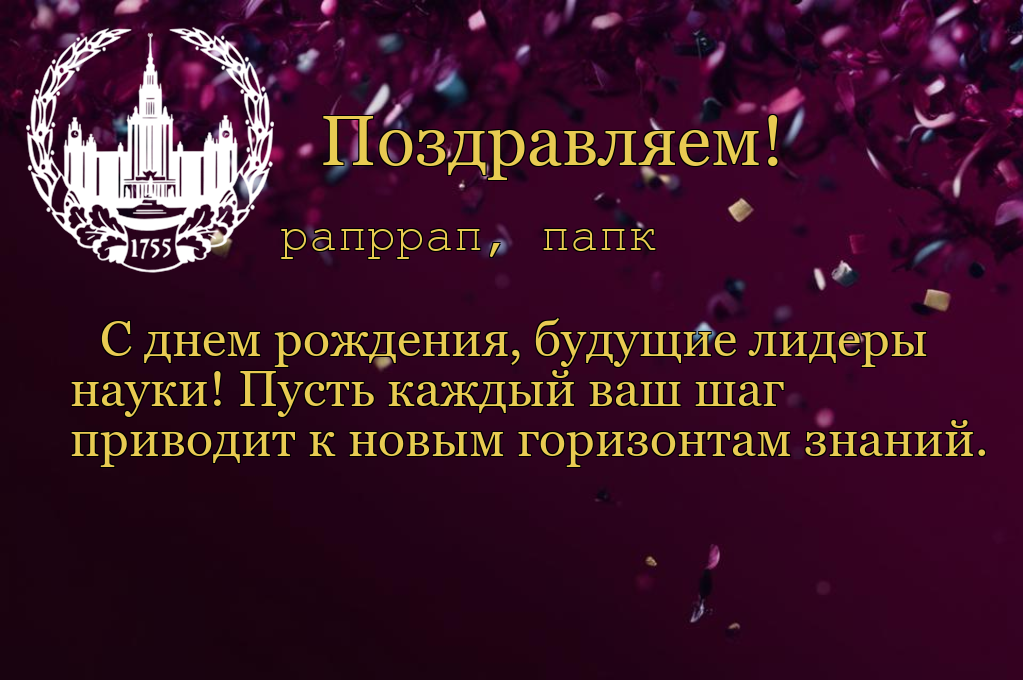 Поздравляем!
рапррап, папк
С днем рождения, будущие лидеры
науки! Пусть каждый ваш шаг
приводит к новым горизонтам знаний.
1755